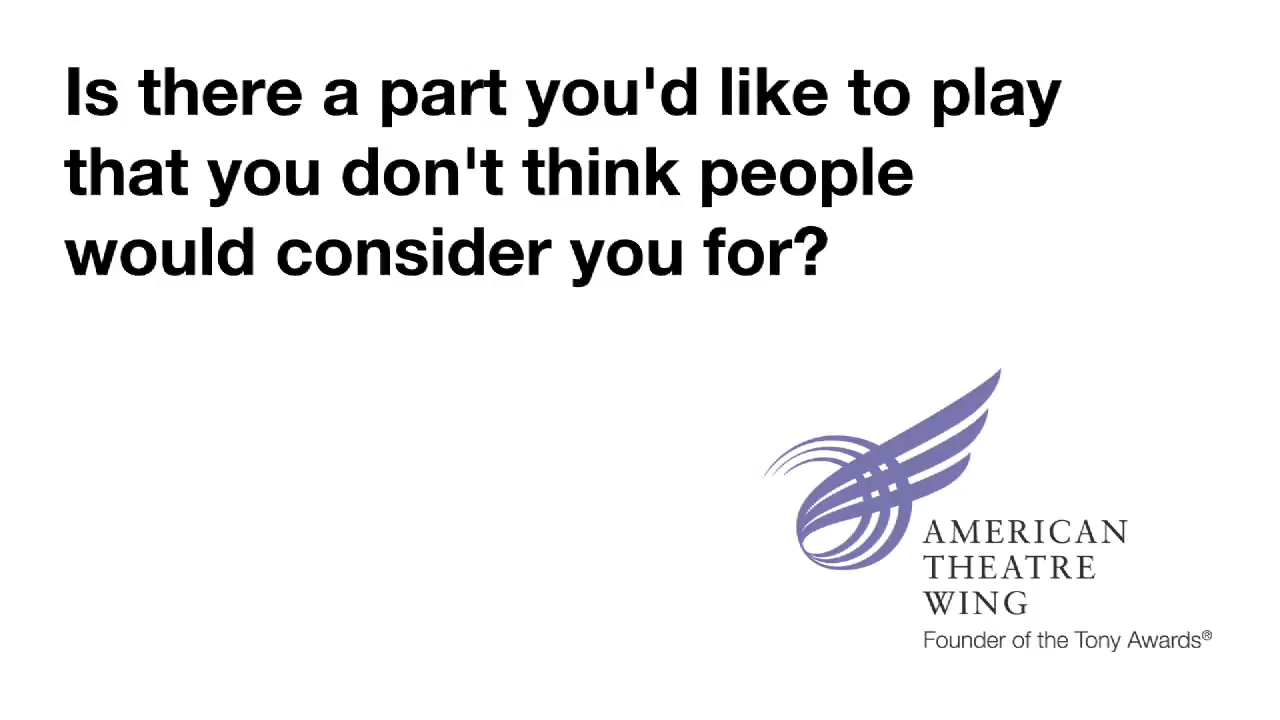 Is there a part you'd like to play
that you don't think people
would consider you for?
AMERICAN
THEATRE
WING
Founder of the Tony Awards®